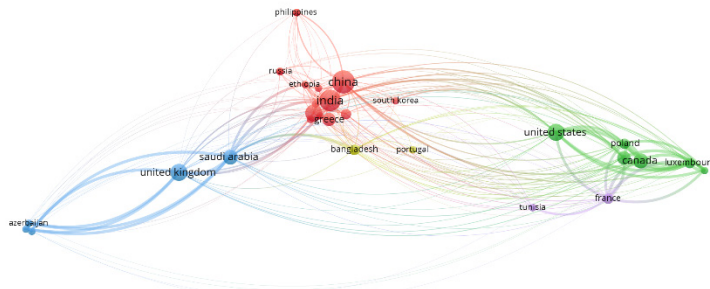 philippines
russia
china
ethiopia
india
south korea
greece
united states
poland
bangladesh
portugal
saudi arabia
canada
luxembour
united kingdom
france
tunisia
azerbaijan